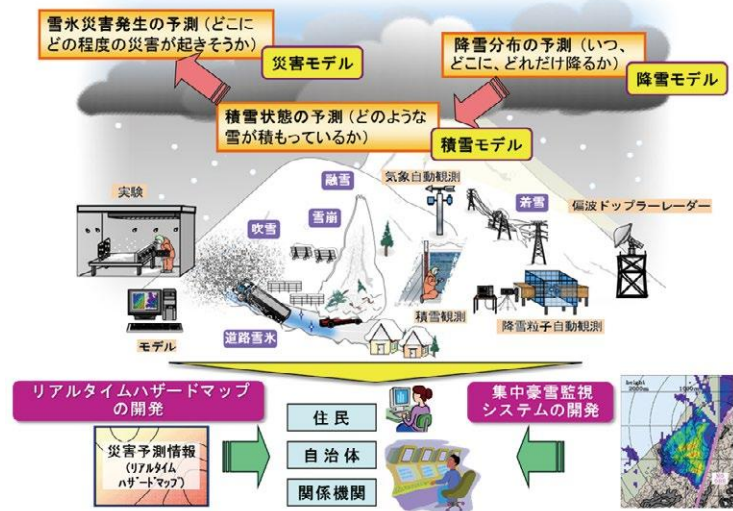 雪氷災害発生の予測（どこに
どの程度の災害が起きそうか）
災害モデル
降雪分布の予測（いつ、
どこに、どれだけ降るか）
降雪モデル
積雪状態の予測（どのような
雪が積もっているか）
積雪モデル
実験
融雪
気象自動観測
着雪
偏波ドップラーレーダー
吹雪
雪崩
モデル
道路雪氷
積雪観測
降雪粒子自動観測
リアルタイムハザードマップ
の開発
集中豪雪監視
システムの開発
住民
自治体
関係機関
災害予測情報
(リアルタイム
ハザードマップ)
height
2000m